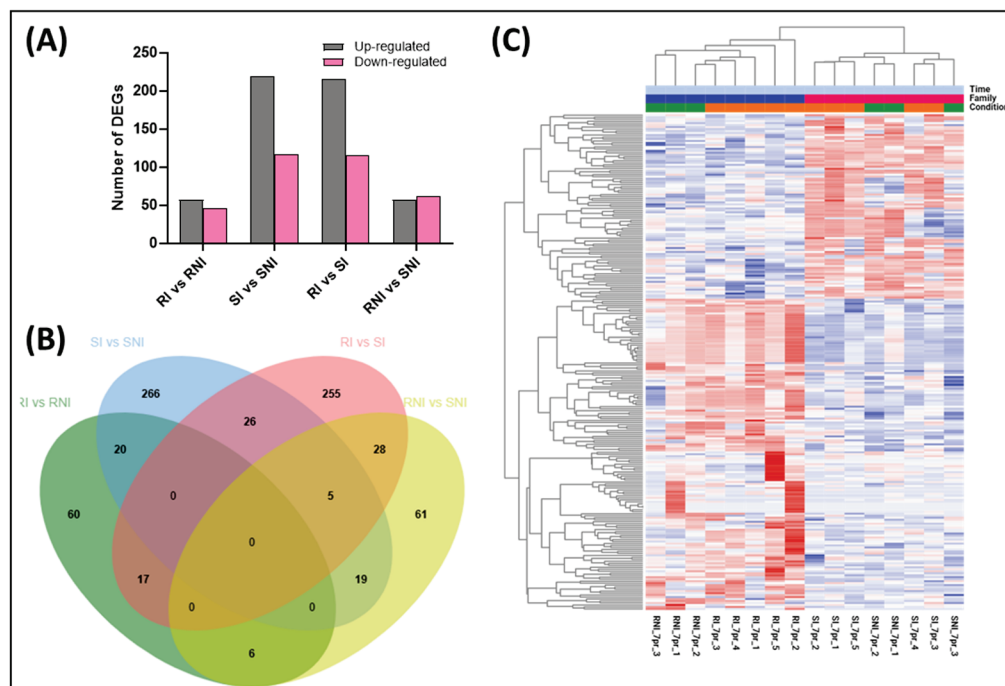 (A)
Up-regulated
Down-regulated
Number of DEGs
250
200
150
100
50
0
RI vs RNI
SI vs SNI
RI vs SI
RNI vs SNI
(B)
SI vs SNI
RI vs SI
RI vs RNI
RNI vs SNI
266
255
26
20
28
0
5
60
61
0
17
19
0
0
6
(C)
Time
Family
Condition
RNI_7pr_3
RNI_7pr_1
RNI_7pr_2
RI_7pr_3
RI_7pr_4
RI_7pr_1
RI_7pr_5
RI_7pr_2
SI_7pr_2
SI_7pr_1
SI_7pr_5
SNI_7pr_2
SNI_7pr_1
SI_7pr_4
SI_7pr_3
SNI_7pr_3